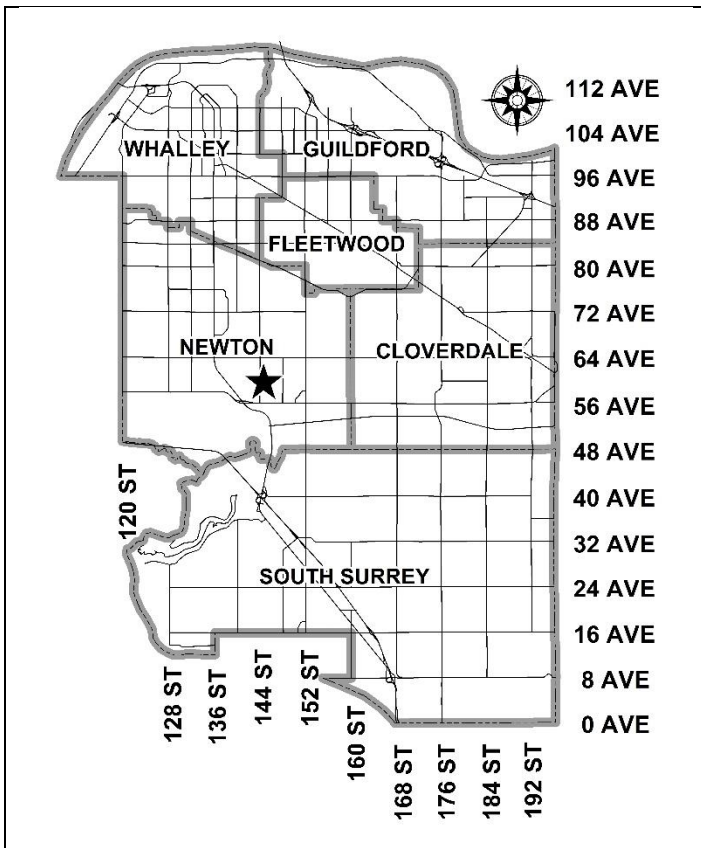 112 AVE
104 AVE
WHALLEY
GUILDFORD
96 AVE
88 AVE
FLEETWOOD
80 AVE
72 AVE
NEWTON
CLOVERDALE
64 AVE
56 AVE
48 AVE
120 ST
40 AVE
32 AVE
SOUTH SURREY
24 AVE
16 AVE
8 AVE
0 AVE
128 ST
136 ST
144 ST
152 ST
160 ST
168 ST
176 ST
184 ST
192 ST